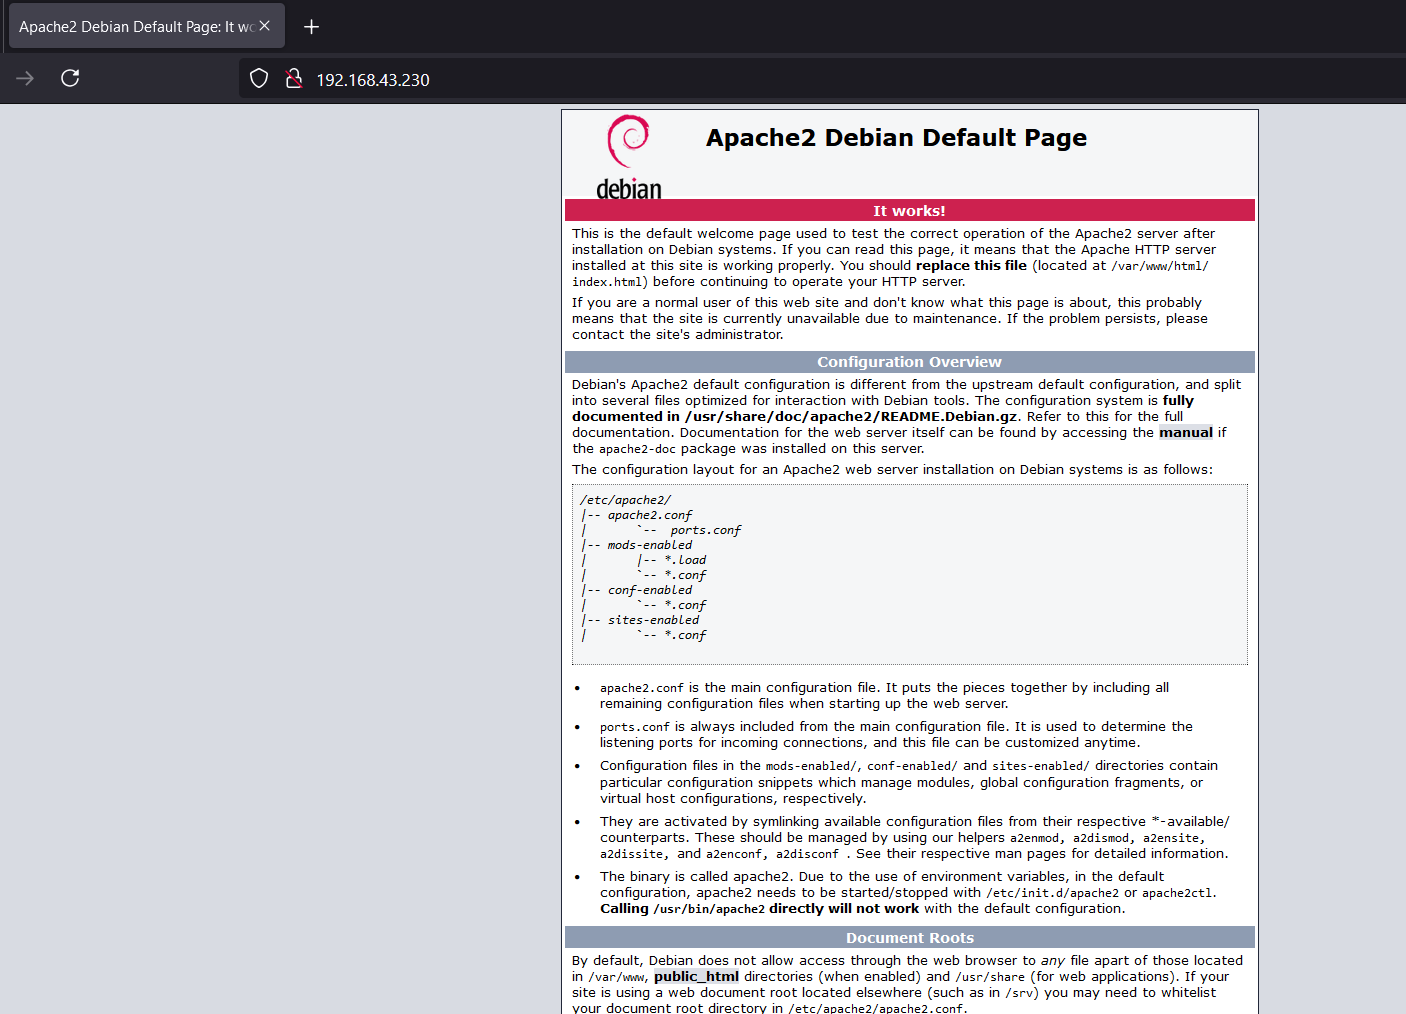 Apache2 Debian Default Page: It wo
192.168.43.230
debian
Apache2 Debian Default Page
It works!
This is the default welcome page used to test the correct operation of the Apache2 server after
installation on Debian systems. If you can read this page, it means that the Apache HTTP server
installed at this site is working properly. You should replace this file (located at /var/www/html/
index.html) before continuing to operate your HTTP server.
If you are a normal user of this web site and don't know what this page is about, this probably
means that the site is currently unavailable due to maintenance. If the problem persists, please
contact the site's administrator.
Configuration Overview
Debian's Apache2 default configuration is different from the upstream default configuration, and split
into several files optimized for interaction with Debian tools. The configuration system is fully
documented in /usr/share/doc/apache2/README.Debian.gz. Refer to this for the full
documentation. Documentation for the web server itself can be found by accessing the manual if
the apache2-doc package was installed on this server.
The configuration layout for an Apache2 web server installation on Debian systems is as follows:
/etc/apache2/
|-- apache2.conf
|       `--  ports.conf
|-- mods-enabled
|       |-- *.load
|       `-- *.conf
|-- conf-enabled
|       `-- *.conf
|-- sites-enabled
|       `-- *.conf
• apache2.conf is the main configuration file. It puts the pieces together by including all
remaining configuration files when starting up the web server.
• ports.conf is always included from the main configuration file. It is used to determine the
listening ports for incoming connections, and this file can be customized anytime.
• Configuration files in the mods-enabled/, conf-enabled/ and sites-enabled/ directories contain
particular configuration snippets which manage modules, global configuration fragments, or
virtual host configurations, respectively.
• They are activated by symlinking available configuration files from their respective *-available/
counterparts. These should be managed by using our helpers a2enmod, a2dismod, a2ensite,
a2dissite, and a2enconf, a2disconf . See their respective man pages for detailed information.
• The binary is called apache2. Due to the use of environment variables, in the default
configuration, apache2 needs to be started/stopped with /etc/init.d/apache2 or apache2ctl.
Calling /usr/bin/apache2 directly will not work with the default configuration.
Document Roots
By default, Debian does not allow access through the web browser to any file apart of those located
in /var/www, public_html directories (when enabled) and /usr/share (for web applications). If your
site is using a web document root located elsewhere (such as in /srv) you may need to whitelist
your document root directory in /etc/apache2/apache2.conf.